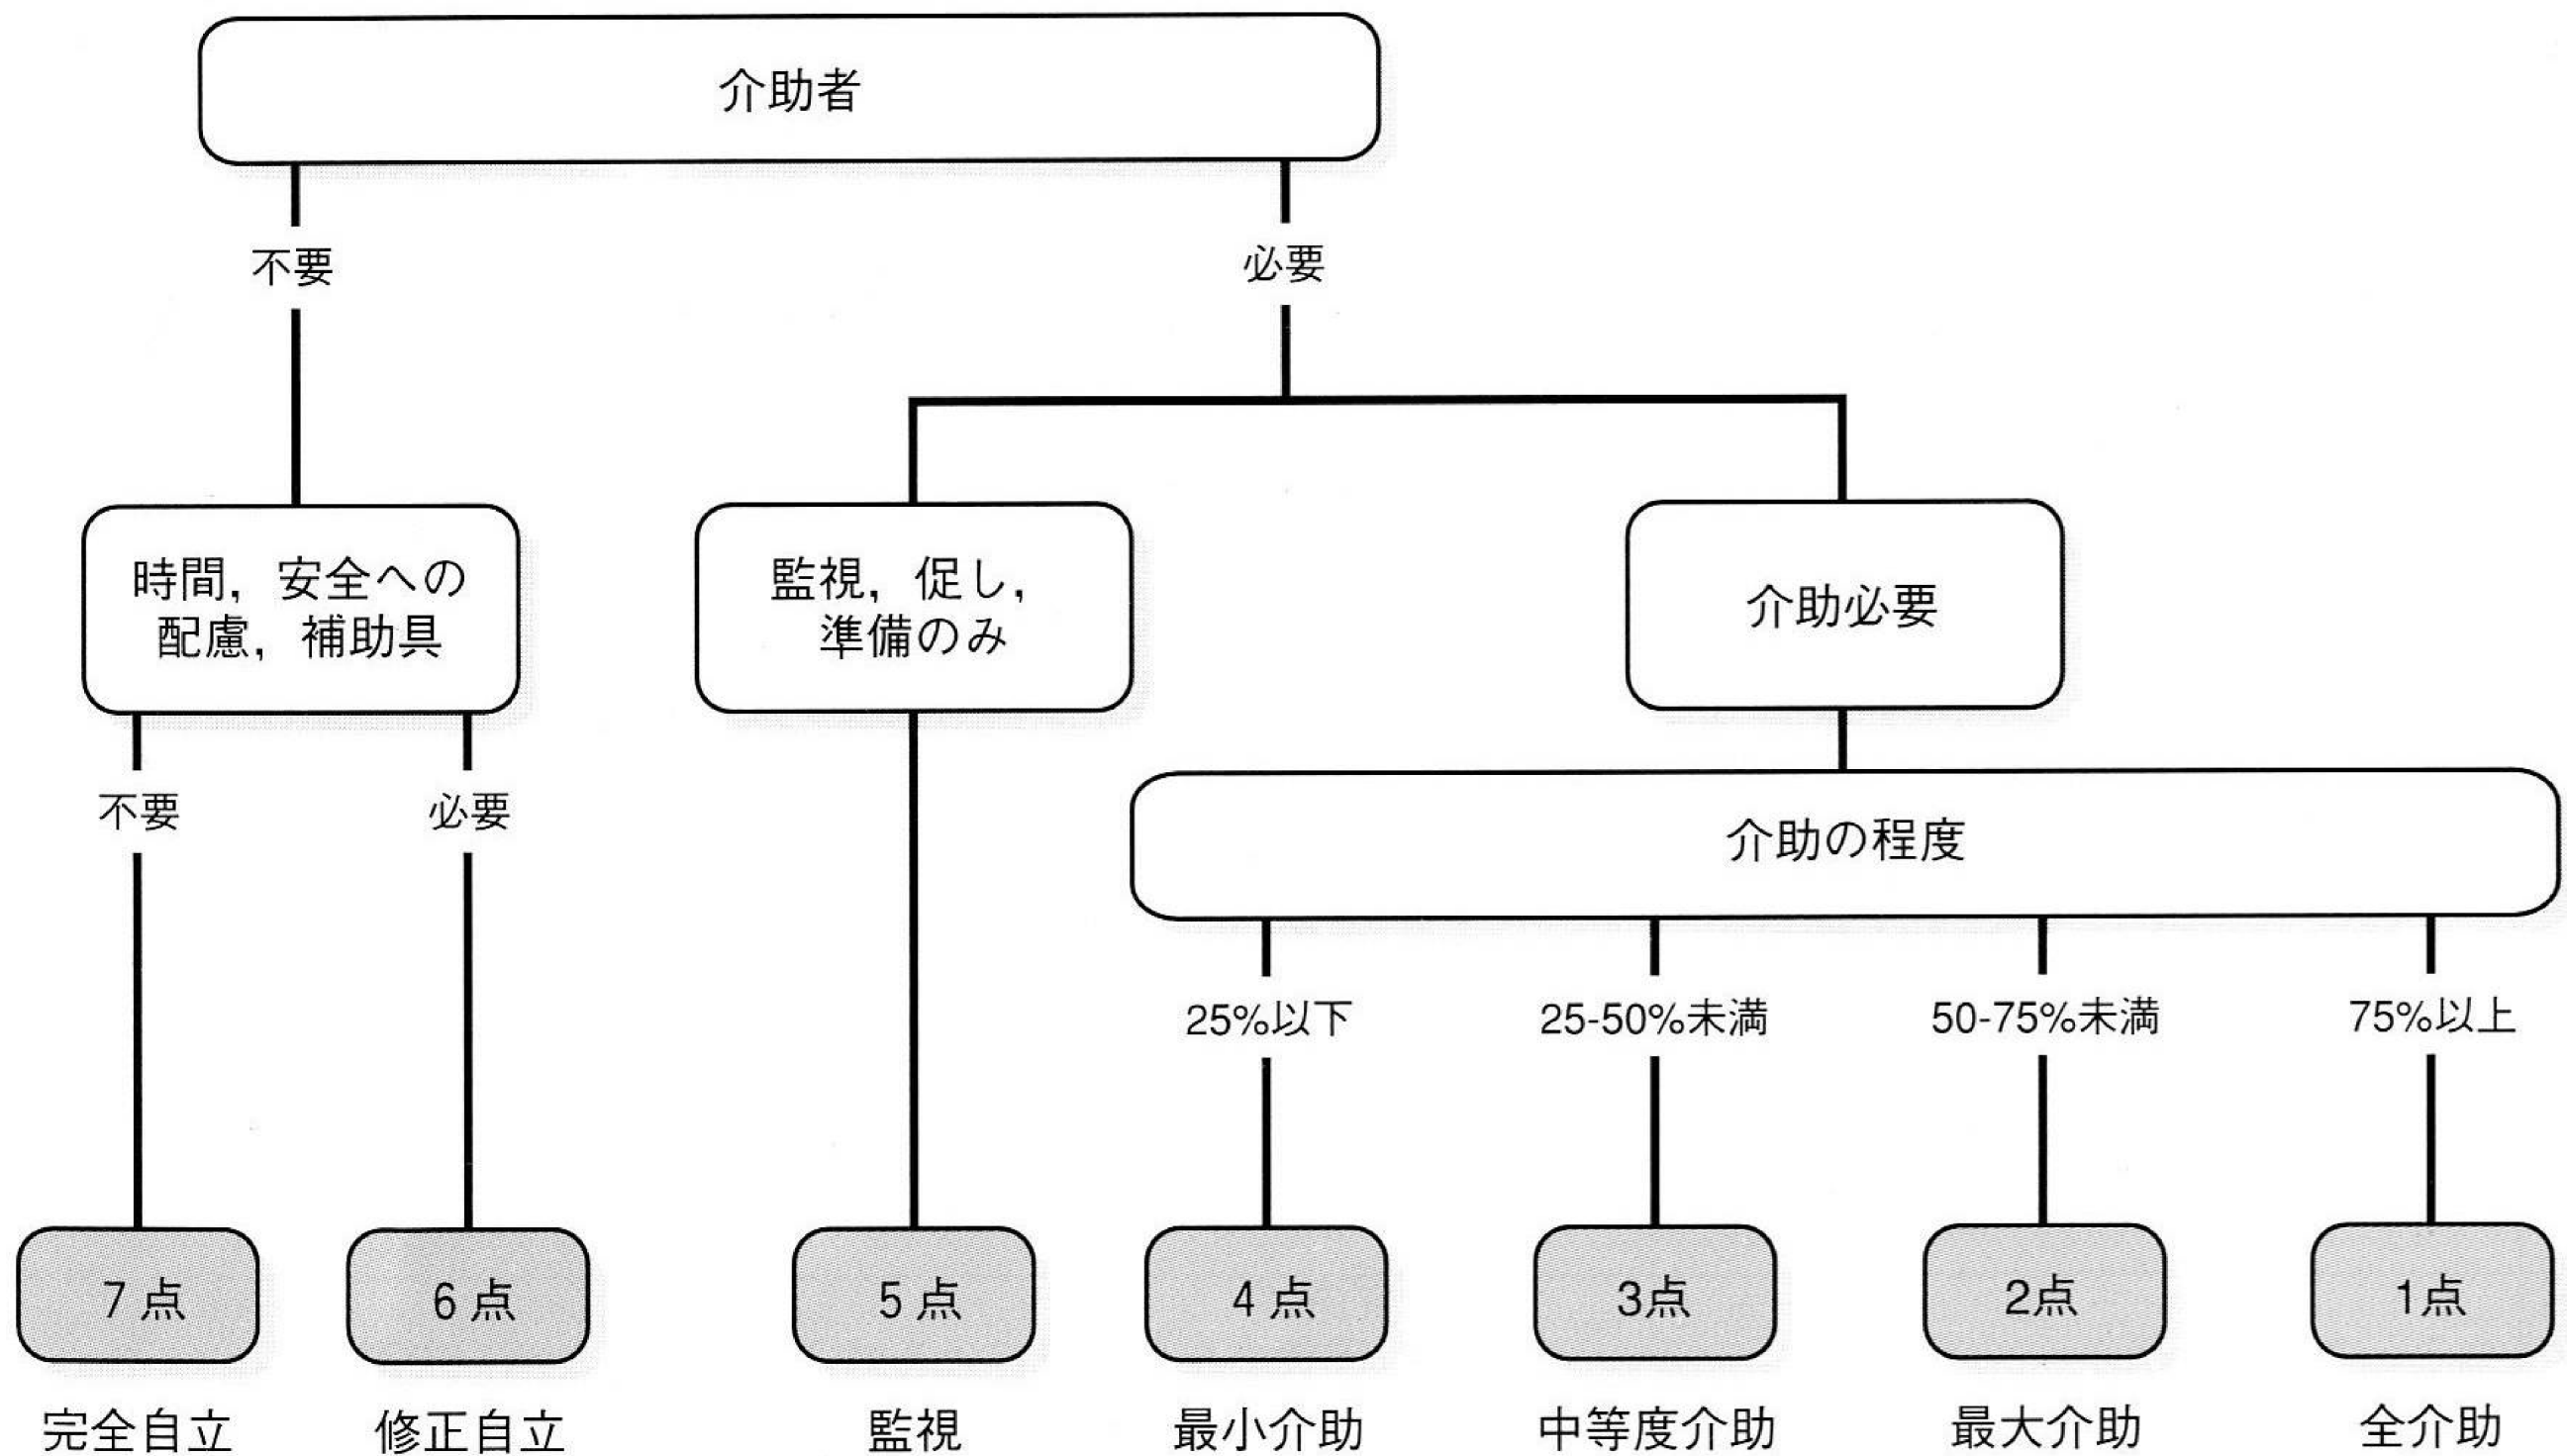 介助者
不要
必要
時間，安全への
配慮，補助具
監視，促し，
準備のみ
介助必要
不要
必要
介助の程度
25%以下
25-50%未満
50-75%未満
75%以上
7点
6点
5点
4点
3点
2点
1点
完全自立
修正自立
監視
最小介助
中等度介助
最大介助
全介助